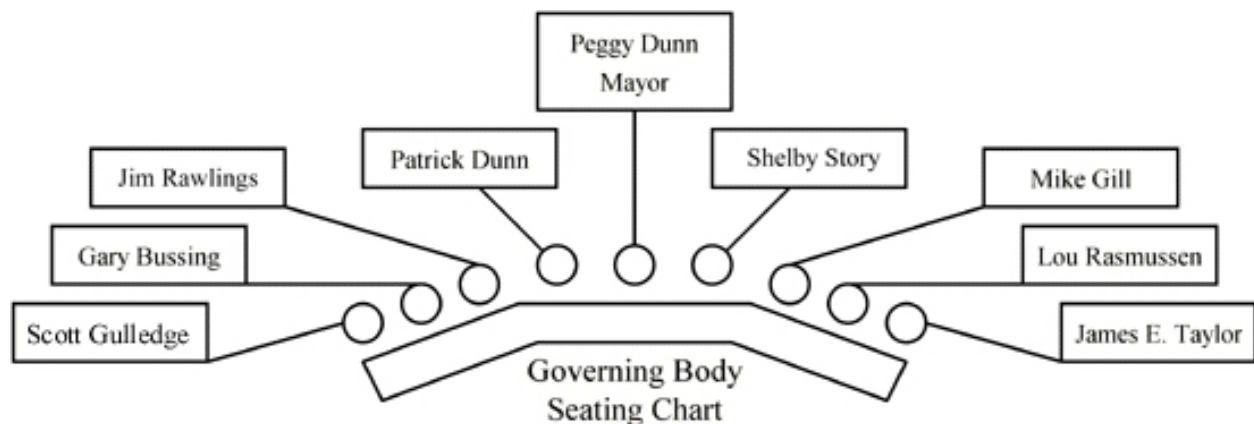 Peggy Dunn
Mayor
Patrick Dunn
Shelby Story
Jim Rawlings
Mike Gill
Gary Bussing
Lou Rasmussen
Scott Gulledge
James E. Taylor
Governing Body
Seating Chart